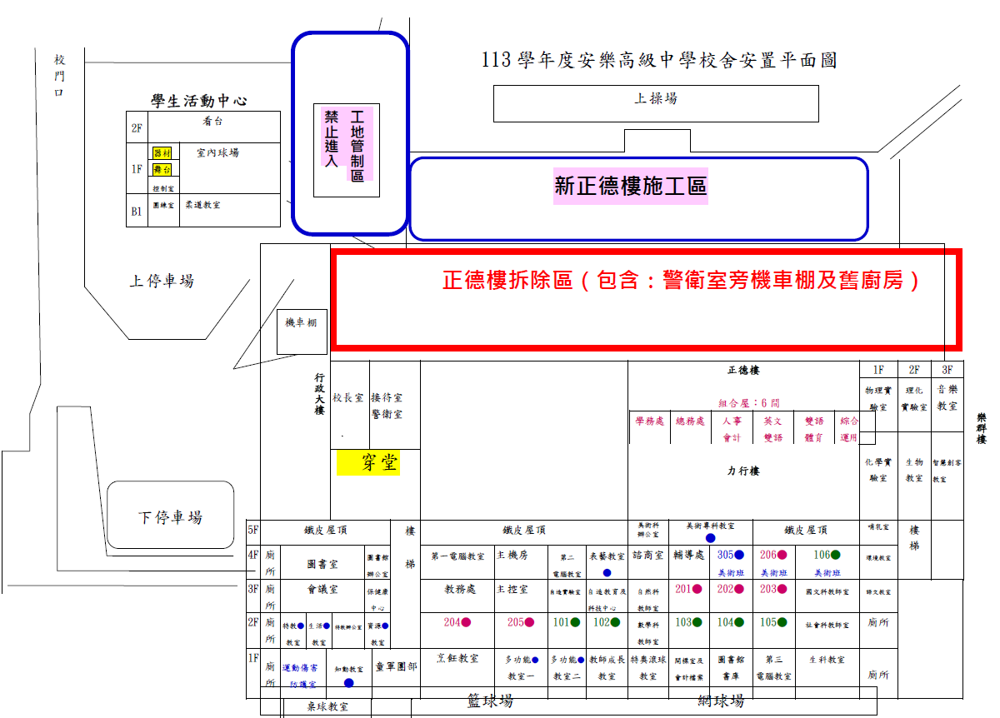 113學年度安樂高級中學校舍安置平面圖
校門口
上操場
學生活動中心
2F 看台
1F 器材 室內球場
舞台
控制室
B1 團練室 柔道教室
工地管制區
禁止進入
新正德樓施工區
上停車場
正德樓拆除區（包含：警衛室旁機車棚及舊廚房）
機車棚
行政大樓
校長室 接待室
警衛室
穿堂
正德樓
組合屋：6間
學務處 總務處 人事 英文 雙語 綜合
會計 雙語 體育 運用
力行樓
1F 2F 3F
物理實驗室 理化實驗室 音樂教室
化學實驗室 生物教室 智慧創客教室
樂群樓
下停車場
5F 鐵皮屋頂 樓梯 鐵皮屋頂 美術科辦公室 美術專科教室 鐵皮屋頂 哺乳室 樓梯
4F 廁所 圖書室 圖書館辦公室 第一電腦教室 主機房 第二電腦教室 表藝教室 諮商室 輔導處 305 美術班 206 美術班 106 美術班 環境教室
3F 廁所 會議室 保健康中心 教務處 主控室 自造實驗室 自造教育及科技中心 自然科教師室 201 202 203 國文科教師室 語文教室
2F 廁所 特教教室 生活教室 特教辦公室 資源教室 204 205 101 102 數學科教師室 103 104 105 社會科教師室 廁所
1F 廁所 運動傷害防護室 知動教室 童軍團部 烹飪教室 多功能教室一 多功能教室二 教師成長教室 特奧滾球教室 開標室及會計檔案 圖書館書庫 第三電腦教室 生科教室 廁所
桌球教室 籃球場 網球場